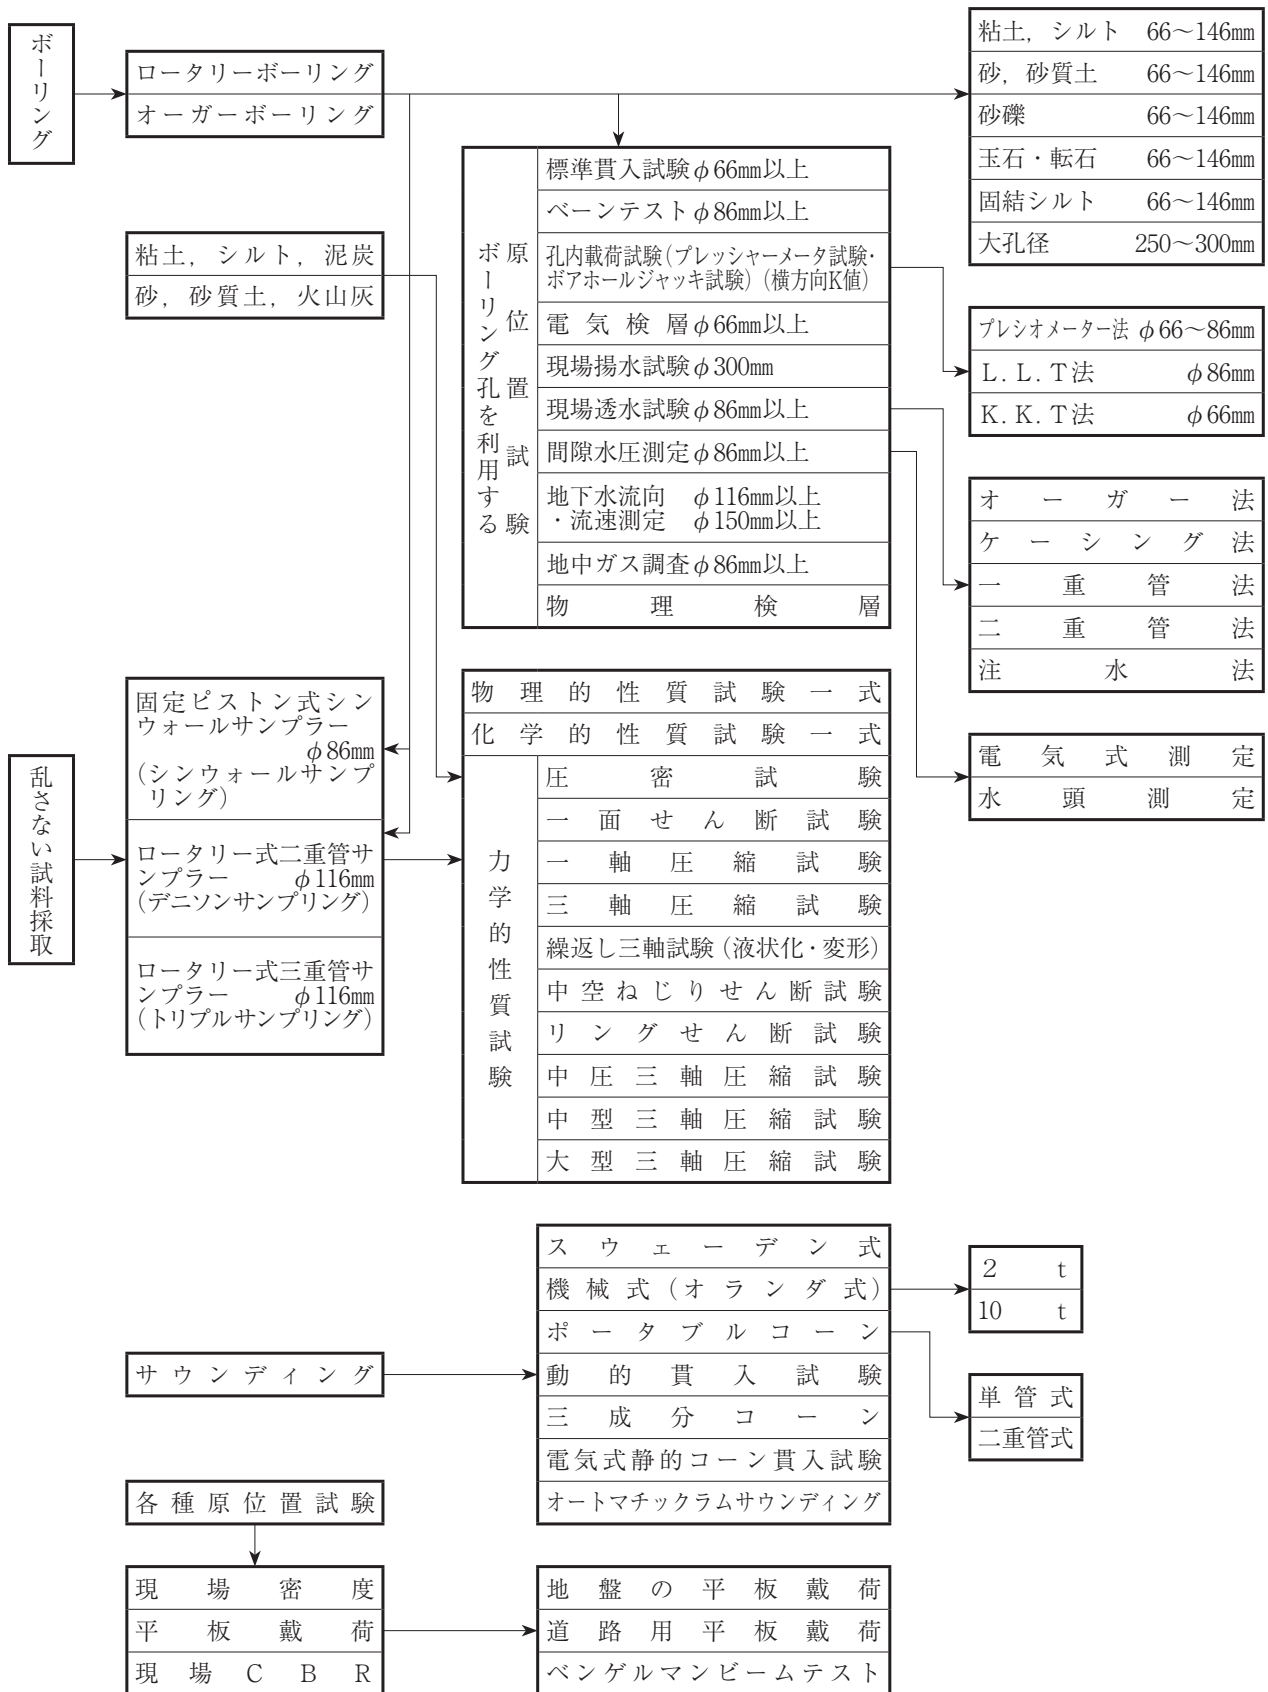 ボーリング
ロータリーボーリング
オーガーボーリング
粘土，シルト 66～146㎜
砂，砂質土 66～146㎜
砂礫 66～146㎜
玉石・転石 66～146㎜
固結シルト 66～146㎜
大孔径 250～300㎜
粘土，シルト，泥炭
砂，砂質土，火山灰
ボーリング孔を利用する
原位置試験
標準貫入試験φ66㎜以上
ベーンテストφ86㎜以上
孔内載荷試験（プレッシャーメータ試験・
ボアホールジャッキ試験）（横方向K値）
電気検層φ66㎜以上
現場揚水試験φ300㎜
現場透水試験φ86㎜以上
間隙水圧測定φ86㎜以上
地下水流向 φ116㎜以上
・流速測定 φ150㎜以上
地中ガス調査φ86㎜以上
物理検層
プレシオメーター法 φ66～86㎜
L．L．T法 φ86㎜
K．K．T法 φ66㎜
オーガー法
ケーシング法
一重管法
二重管法
注水法
電気式測定
水頭測定
乱さない試料採取
固定ピストン式シン
ウォールサンプラー
φ86㎜
（シンウォールサンプ
リング）
ロータリー式二重管サ
ンプラー φ116㎜
（デニソンサンプリング）
ロータリー式三重管サ
ンプラー φ116㎜
（トリプルサンプリング）
物理的性質試験一式
化学的性質試験一式
力学的性質試験
圧密試験
一面せん断試験
一軸圧縮試験
三軸圧縮試験
繰返し三軸試験（液状化・変形）
中空ねじりせん断試験
リングせん断試験
中圧三軸圧縮試験
中型三軸圧縮試験
大型三軸圧縮試験
サウンディング
スウェーデン式
機械式（オランダ式）
ポータブルコーン
動的貫入試験
三成分コーン
電気式静的コーン貫入試験
オートマチックラムサウンディング
2 t
10 t
単管式
二重管式
各種原位置試験
現場密度
平板戴荷
現場CBR
地盤の平板戴荷
道路用平板戴荷
ベンゲルマンビームテスト